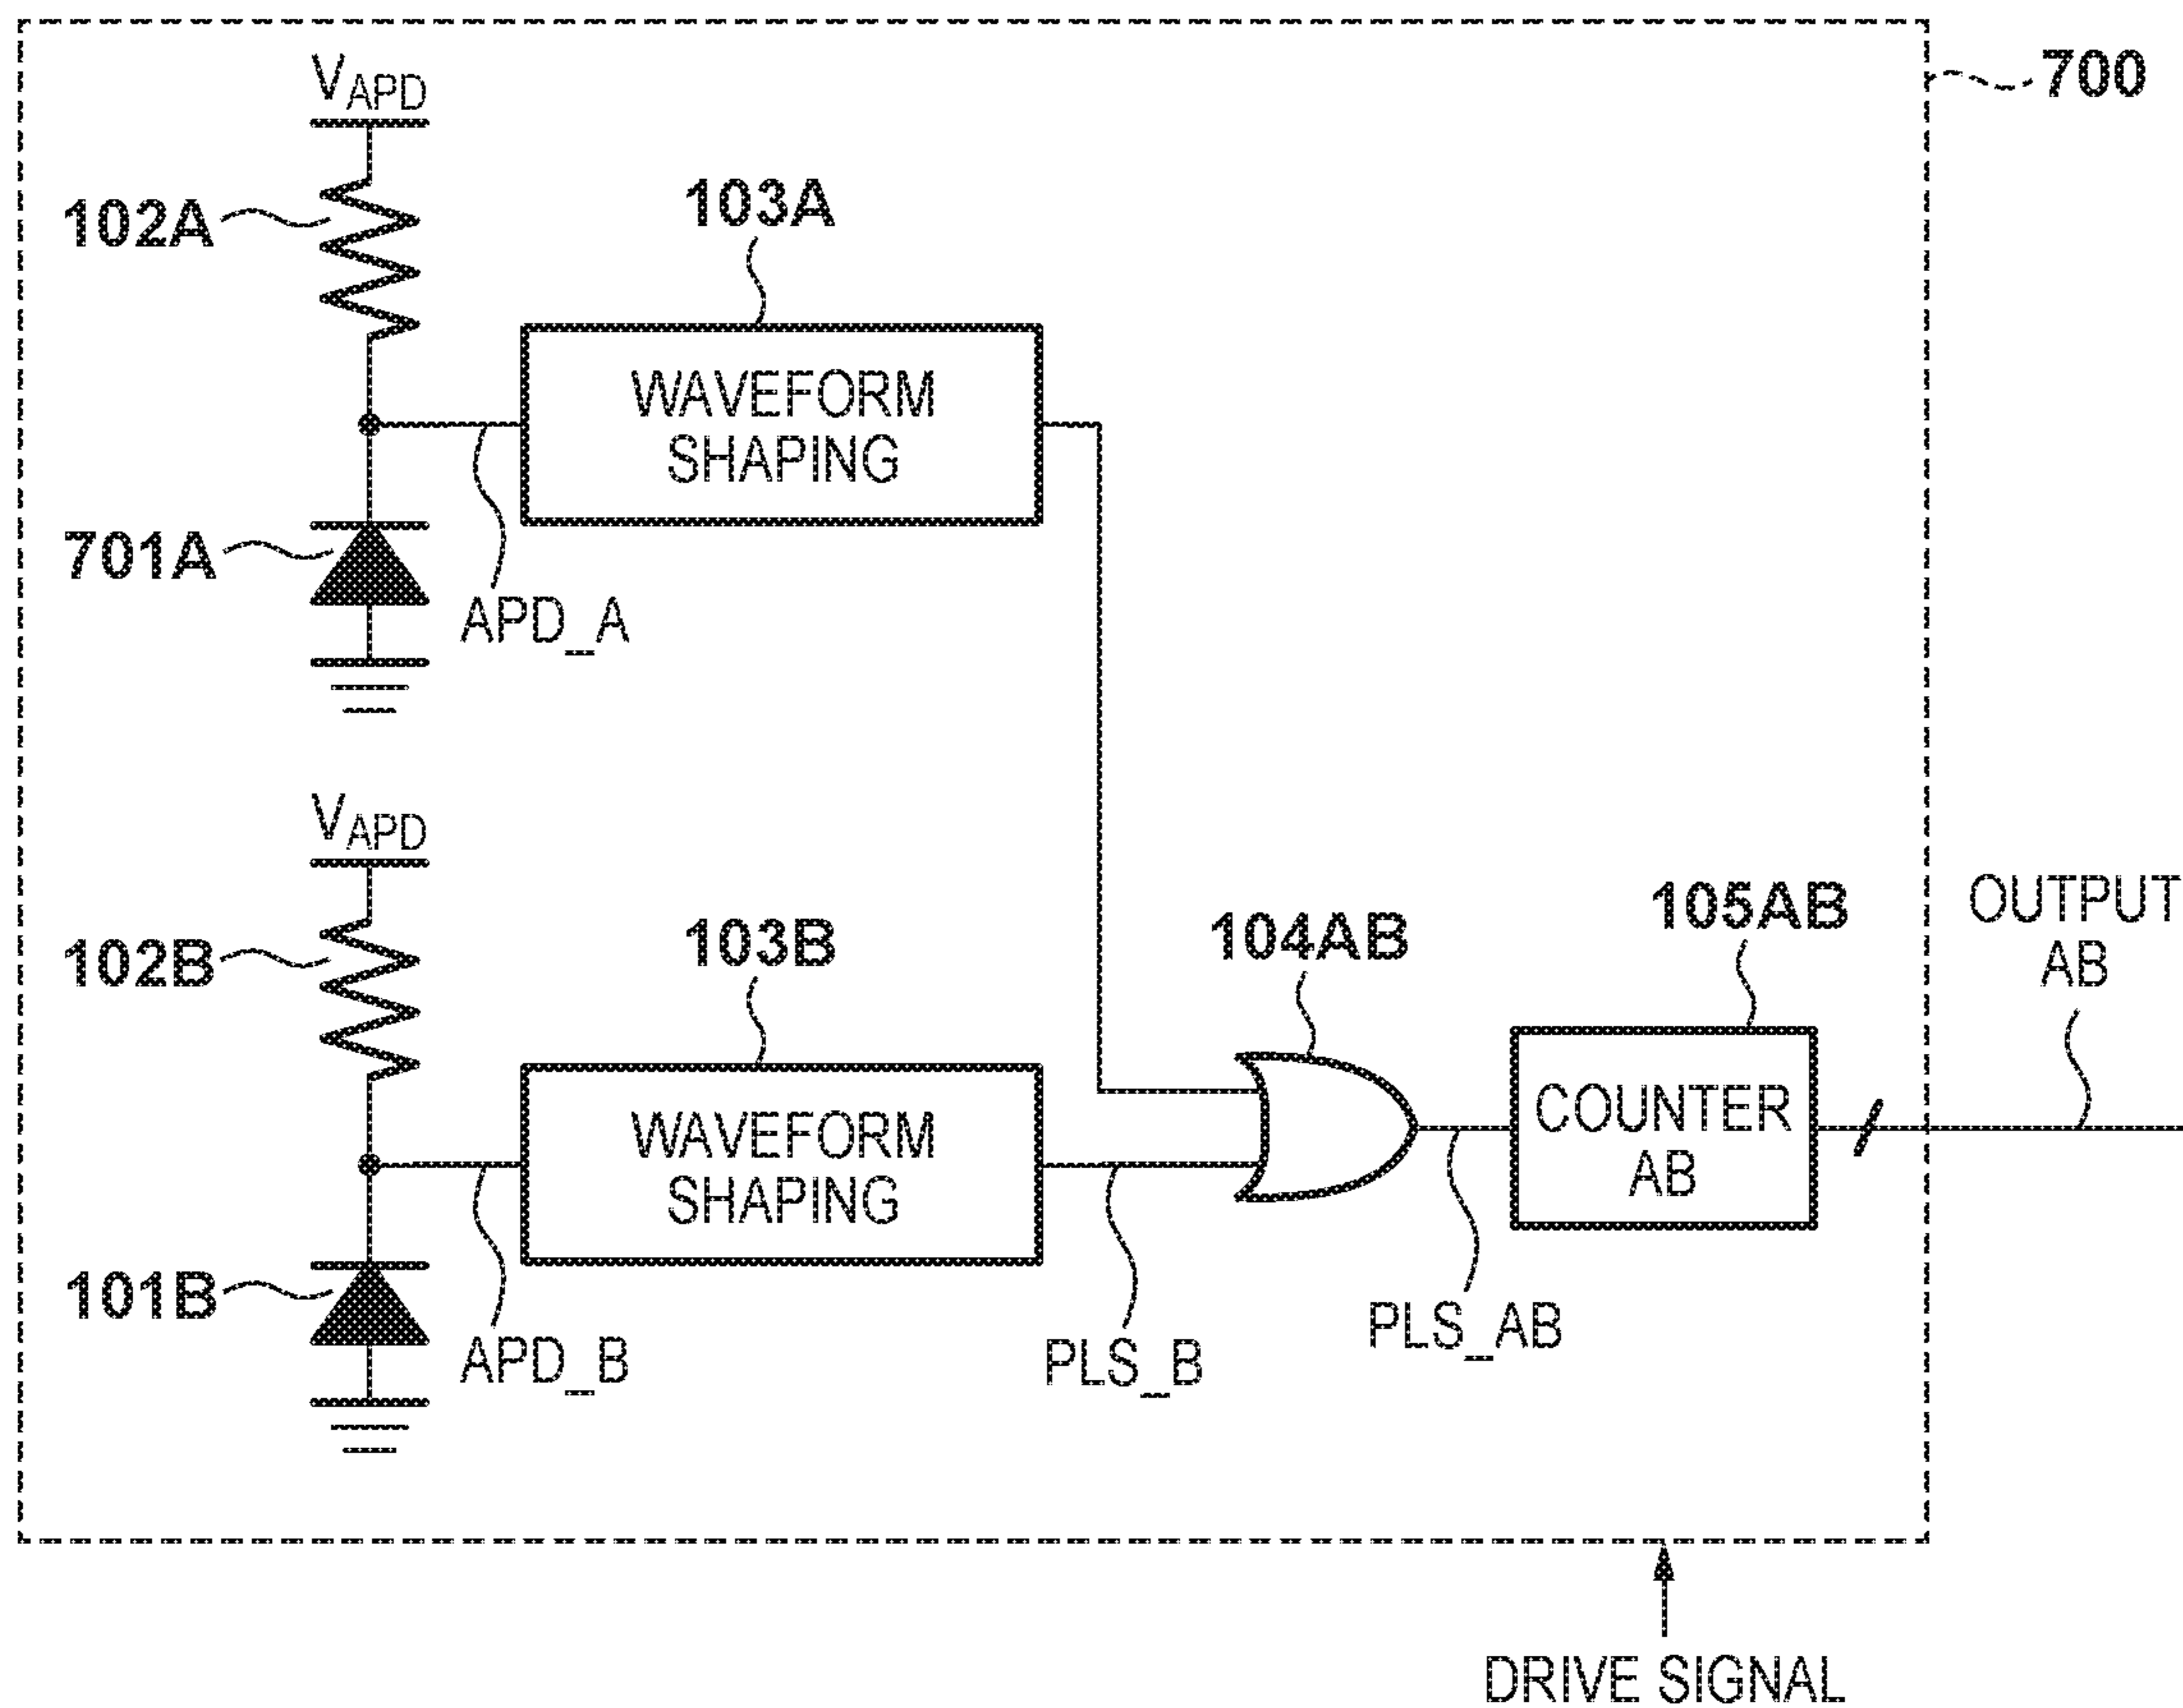 700
VAPD
102A
103A
WAVEFORM
SHAPING
701A
APD_A
VAPD
102B
103B
104AB
105AB
OUTPUT
AB
WAVEFORM
SHAPING
COUNTER
AB
101B
APD_B
PLS_B
PLS_AB
DRIVE SIGNAL